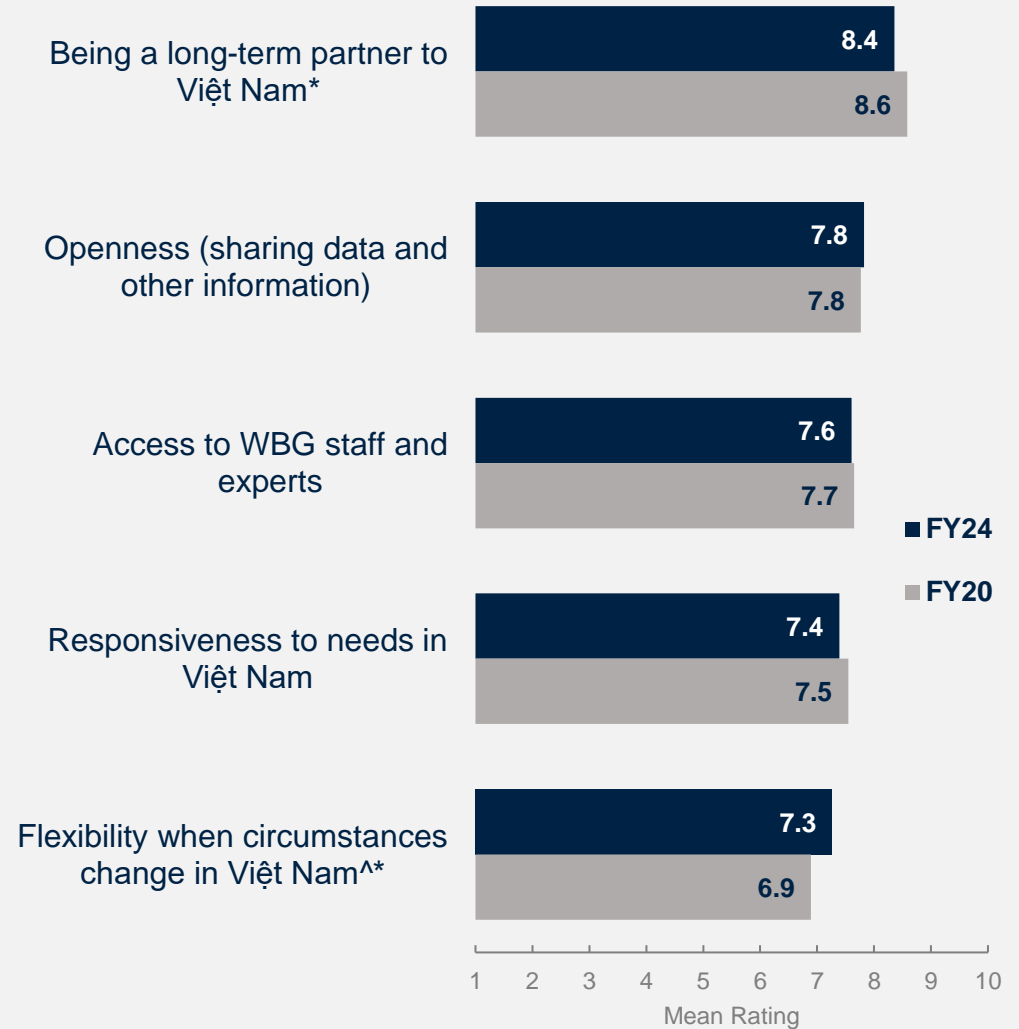 Being a long-term partner to
Việt Nam*
8.4
8.6
Openness (sharing data and
other information)
7.8
7.8
Access to WBG staff and
experts
7.6
7.7
FY24
FY20
Responsiveness to needs in
Việt Nam
7.4
7.5
Flexibility when circumstances
change in Việt Nam^*
7.3
6.9
1 2 3 4 5 6 7 8 9 10
Mean Rating